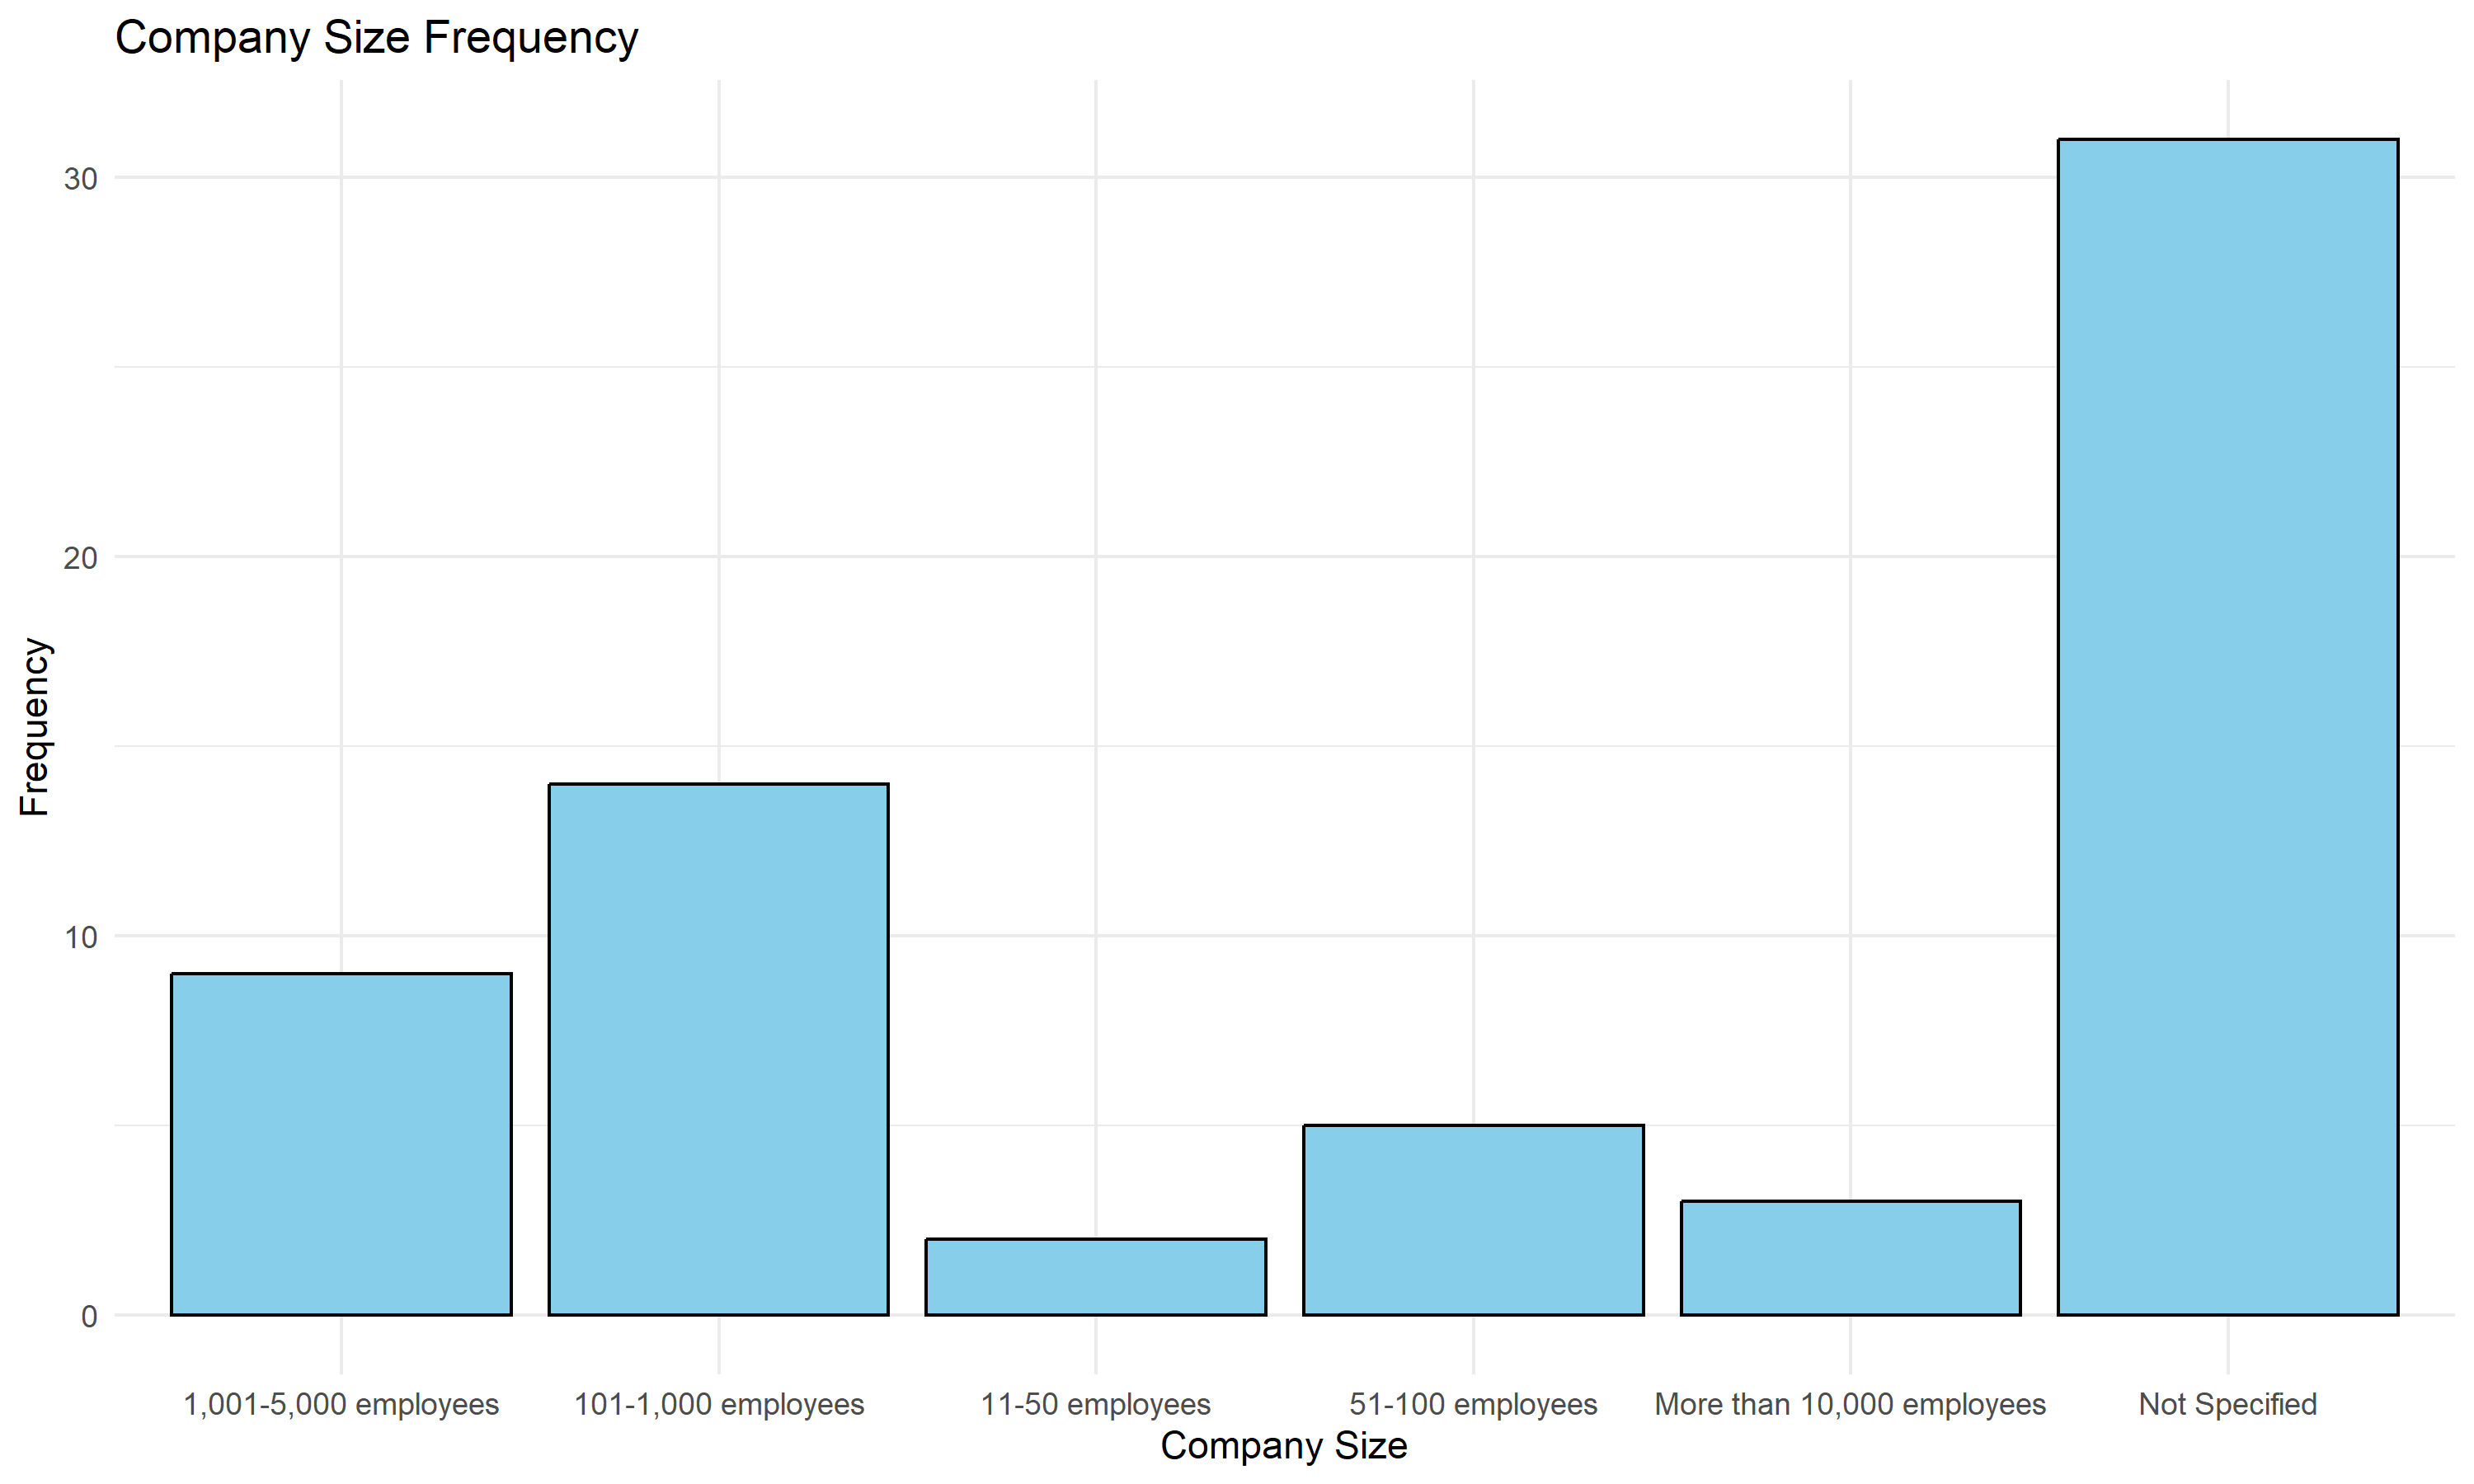 Company Size Frequency
Frequency
30
20
10
0
1,001-5,000 employees
101-1,000 employees
11-50 employees
51-100 employees
More than 10,000 employees
Not Specified
Company Size